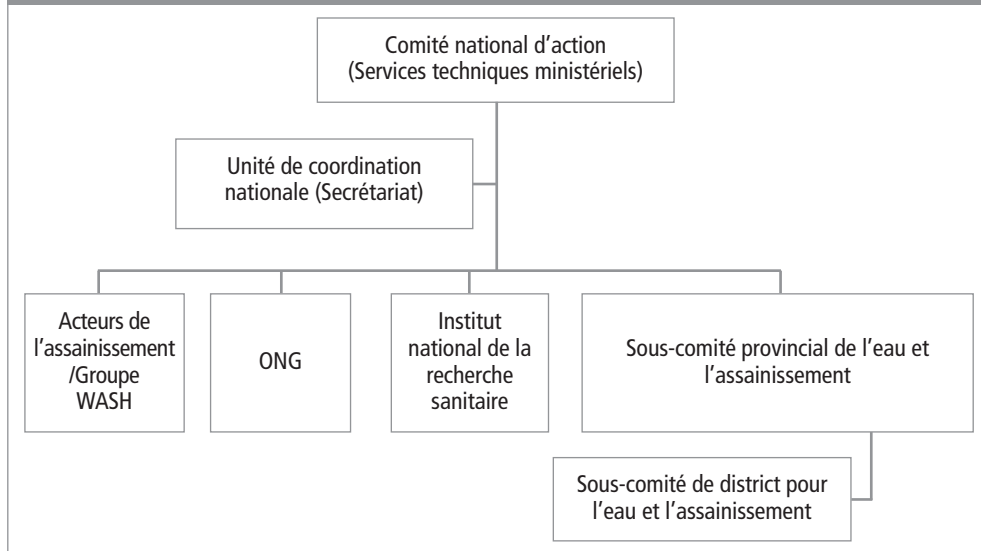 Comité national d’action
(Services techniques ministériels)
Unité de coordination
nationale (Secrétariat)
Acteurs de
l’assainissement
/Groupe
WASH
ONG
Institut
national de la
recherche
sanitaire
Sous-comité provincial de l’eau et
l’assainissement
Sous-comité de district pour
l’eau et l’assainissement